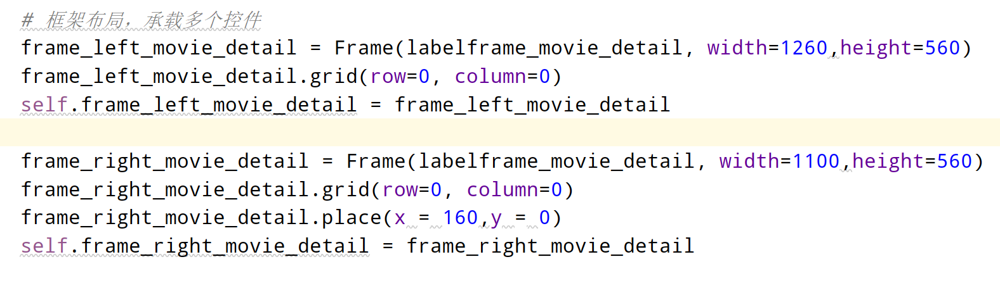 # 框架布局，承载多个控件
frame_left_movie_detail = Frame(labelframe_movie_detail, width=1260,height=560)
frame_left_movie_detail.grid(row=0, column=0)
self.frame_left_movie_detail = frame_left_movie_detail
frame_right_movie_detail = Frame(labelframe_movie_detail, width=1100,height=560)
frame_right_movie_detail.grid(row=0, column=0)
frame_right_movie_detail.place(x = 160,y = 0)
self.frame_right_movie_detail = frame_right_movie_detail